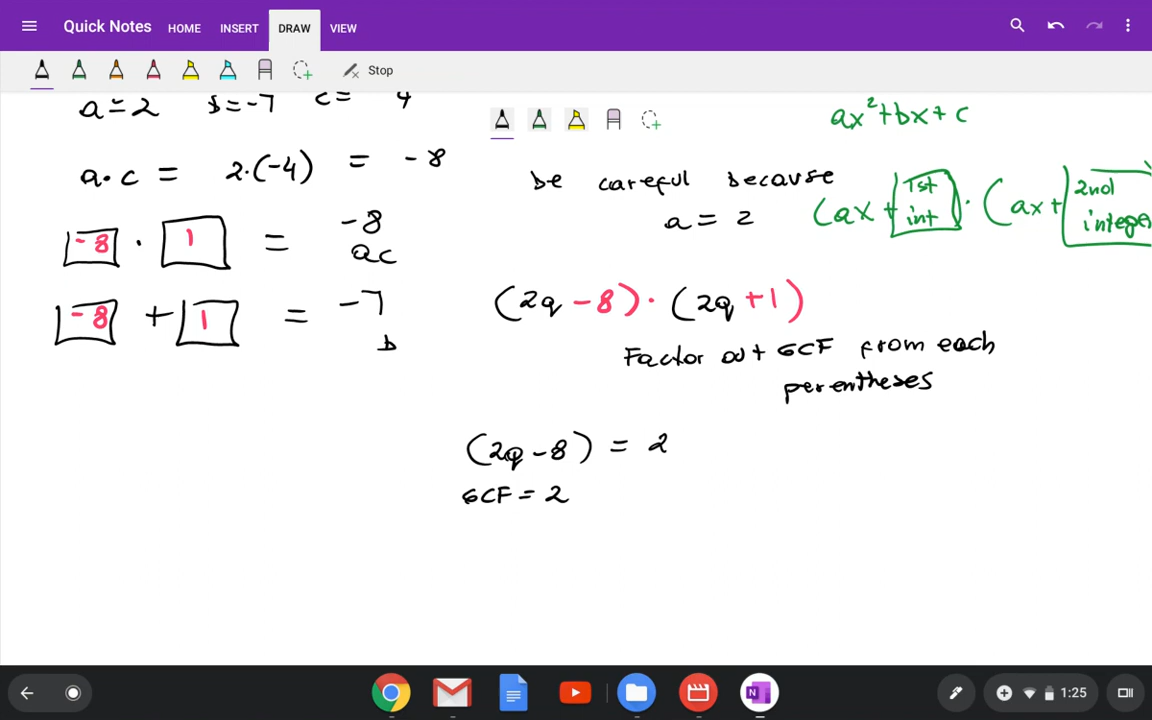 Quick Notes HOME INSERT DRAW VIEW
Stop
a = 2 b = -7 c = 4
a·c = 2·(-4) = -8
-8 · 1 = -8
ac
-8 + 1 = -7
b
ax²+bx+c
be careful because
a = 2
(ax + 1st int) · (ax + 2nd integer
(2q - 8) · (2q + 1)
Factor out GCF from each
parentheses
(2q - 8) = 2
GCF = 2
1:25